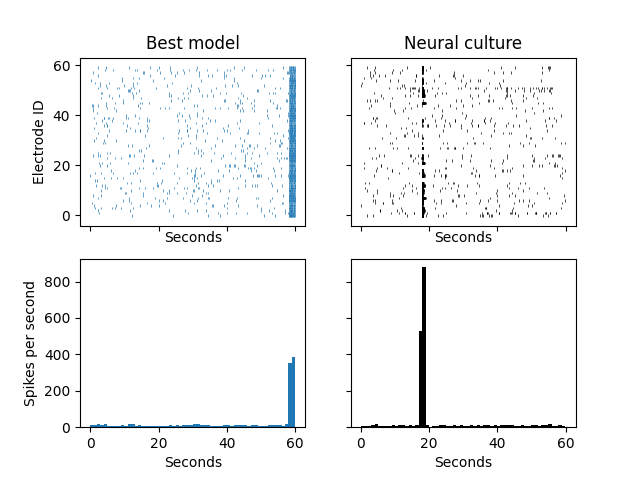 Best model
Neural culture
Electrode ID
60
40
20
0
Seconds
Seconds
Spikes per second
800
600
400
200
0
0 20 40 60
0 20 40 60
Seconds
Seconds